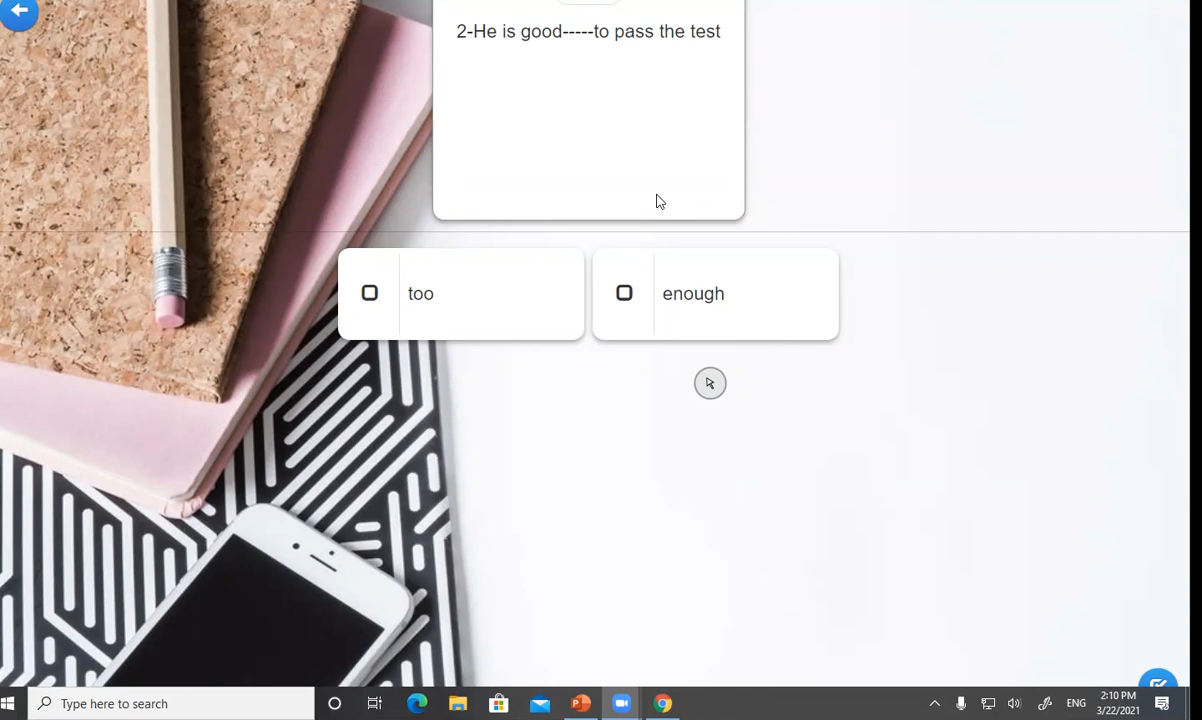 2-He is good-----to pass the test
too
enough
Type here to search
ENG
2:10 PM
3/22/2021